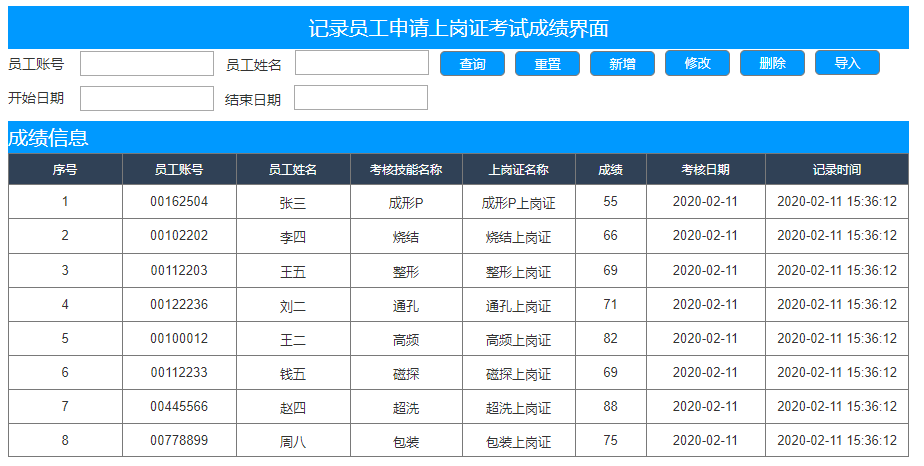 记录员工申请上岗证考试成绩界面
员工账号 员工姓名 查询 重置 新增 修改 删除 导入
开始日期 结束日期
成绩信息
序号 员工账号 员工姓名 考核技能名称 上岗证名称 成绩 考核日期 记录时间
1 00162504 张三 成形P 成形P上岗证 55 2020-02-11 2020-02-11 15:36:12
2 00102202 李四 烧结 烧结上岗证 66 2020-02-11 2020-02-11 15:36:12
3 00112203 王五 整形 整形上岗证 69 2020-02-11 2020-02-11 15:36:12
4 00122236 刘二 通孔 通孔上岗证 71 2020-02-11 2020-02-11 15:36:12
5 00100012 王二 高频 高频上岗证 82 2020-02-11 2020-02-11 15:36:12
6 00112233 钱五 磁探 磁探上岗证 69 2020-02-11 2020-02-11 15:36:12
7 00445566 赵四 超洗 超洗上岗证 88 2020-02-11 2020-02-11 15:36:12
8 00778899 周八 包装 包装上岗证 75 2020-02-11 2020-02-11 15:36:12